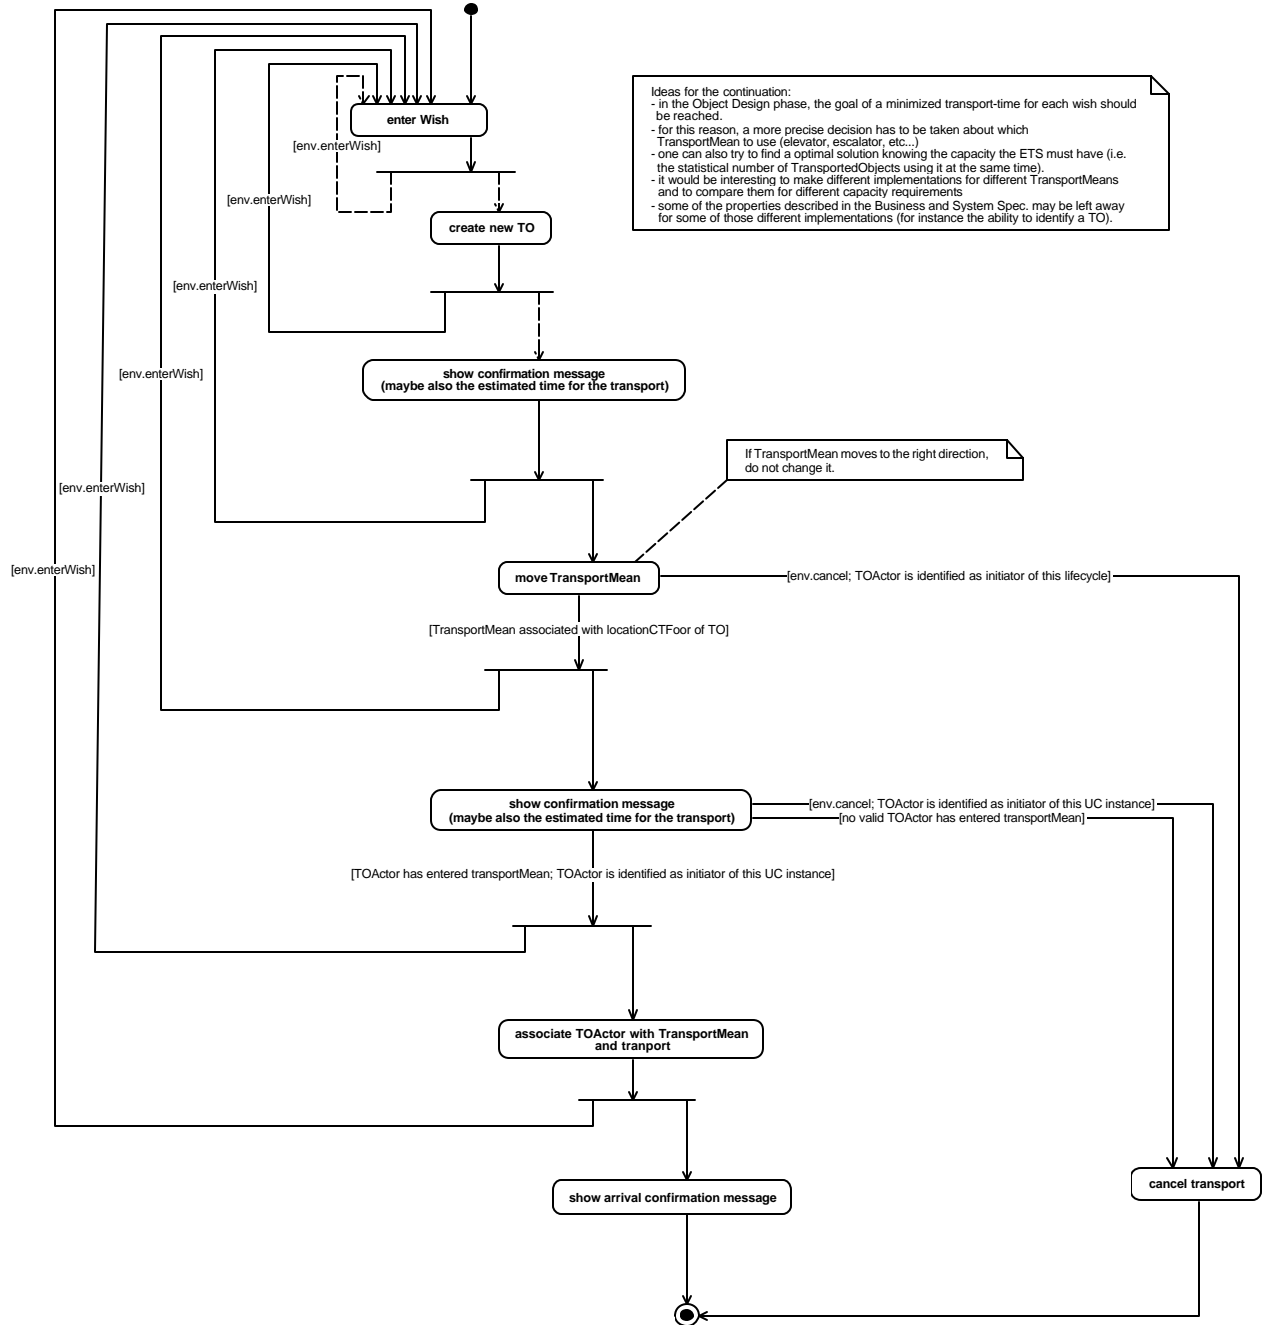 Ideas for the continuation:
- in the Object Design phase, the goal of a minimized transport-time for each wish should
be reached.
- for this reason, a more precise decision has to be taken about which
TransportMean to use (elevator, escalator, etc...)
- one can also try to find a optimal solution knowing the capacity the ETS must have (i.e.
the statistical number of TransportedObjects using it at the same time).
- it would be interesting to make different implementations for different TransportMeans
and to compare them for different capacity requirements
- some of the properties described in the Business and System Spec. may be left away
for some of those different implementations (for instance the ability to identify a TO).
enter Wish
[env.enterWish]
[env.enterWish]
create new TO
[env.enterWish]
[env.enterWish]
show confirmation message
(maybe also the estimated time for the transport)
If TransportMean moves to the right direction,
do not change it.
[env.enterWish]
[env.enterWish]
move TransportMean
[env.cancel; TOActor is identified as initiator of this lifecycle]
[TransportMean associated with locationCTFoor of TO]
show confirmation message
(maybe also the estimated time for the transport)
[env.cancel; TOActor is identified as initiator of this UC instance]
[no valid TOActor has entered transportMean]
[TOActor has entered transportMean; TOActor is identified as initiator of this UC instance]
associate TOActor with TransportMean
and tranport
cancel transport
show arrival confirmation message